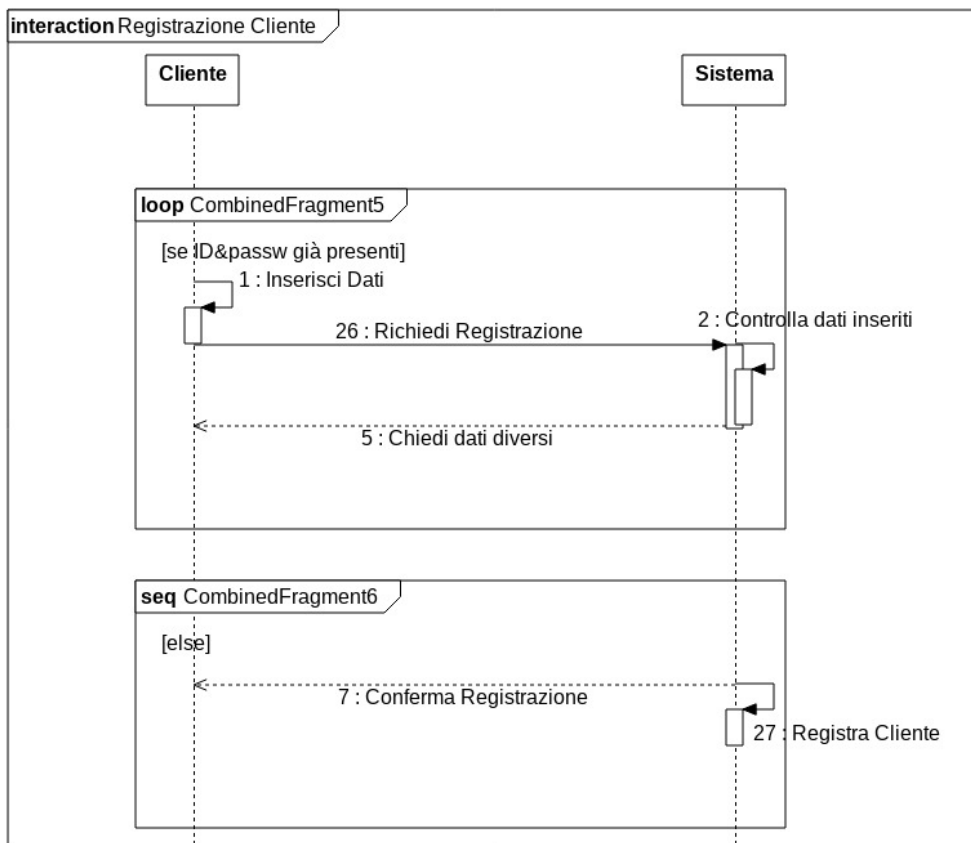 interaction Registrazione Cliente
Cliente
Sistema
loop CombinedFragment5
[se ID&passw già presenti]
1 : Inserisci Dati
2 : Controlla dati inseriti
26 : Richiedi Registrazione
5 : Chiedi dati diversi
seq CombinedFragment6
[else]
7 : Conferma Registrazione
27 : Registra Cliente